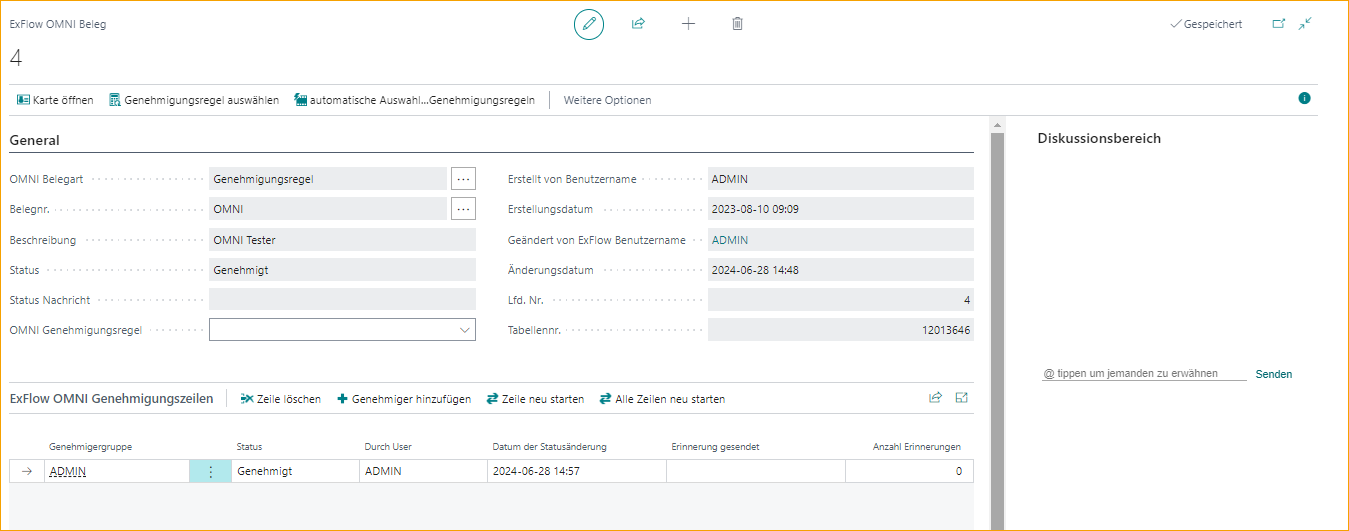 ExFlow OMNI Beleg
Gespeichert
4
Karte öffnen Genehmigungsregel auswählen automatische Auswahl...Genehmigungsregeln Weitere Optionen
General
OMNI Belegart Genehmigungsregel
Belegnr. OMNI
Beschreibung OMNI Tester
Status Genehmigt
Status Nachricht
OMNI Genehmigungsregel
Erstellt von Benutzername ADMIN
Erstellungsdatum 2023-08-10 09:09
Geändert von ExFlow Benutzername ADMIN
Änderungsdatum 2024-06-28 14:48
Lfd. Nr. 4
Tabellennr. 12013646
Diskussionsbereich
@ tippen um jemanden zu erwähnen Senden
ExFlow OMNI Genehmigungszeilen Zeile löschen Genehmiger hinzufügen Zeile neu starten Alle Zeilen neu starten
Genehmigergruppe Status Durch User Datum der Statusänderung Erinnerung gesendet Anzahl Erinnerungen
ADMIN Genehmigt ADMIN 2024-06-28 14:57 0